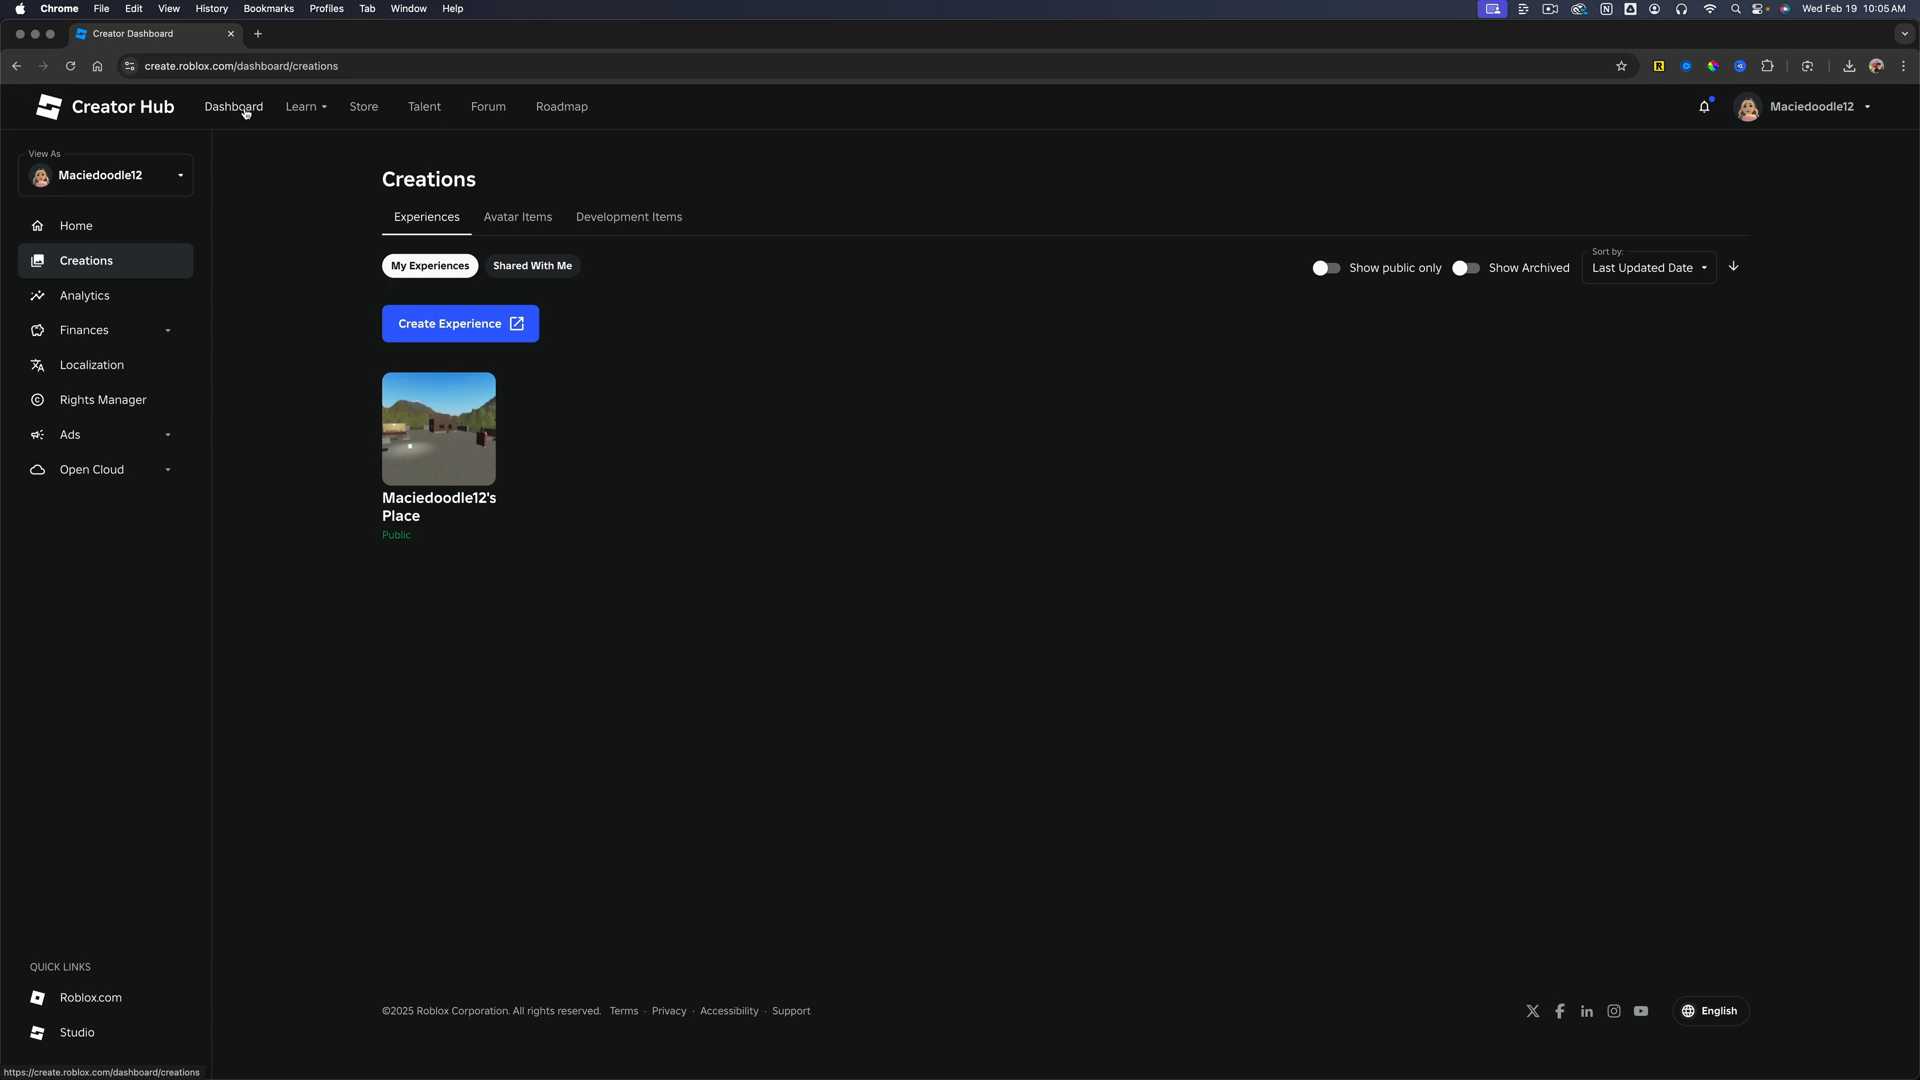 Chrome File Edit View History Bookmarks Profiles Tab Window Help Wed Feb 19 10:05 AM
Creator Dashboard
create.roblox.com/dashboard/creations
Creator Hub Dashboard Learn Store Talent Forum Roadmap Maciedoodle12
View As
Maciedoodle12
Home
Creations
Analytics
Finances
Localization
Rights Manager
Ads
Open Cloud
Creations
Experiences Avatar Items Development Items
My Experiences Shared With Me Show public only Show Archived
Sort by:
Last Updated Date
Create Experience
Maciedoodle12's
Place
Public
QUICK LINKS
Roblox.com
Studio
©2025 Roblox Corporation. All rights reserved. Terms · Privacy · Accessibility · Support
English
https://create.roblox.com/dashboard/creations